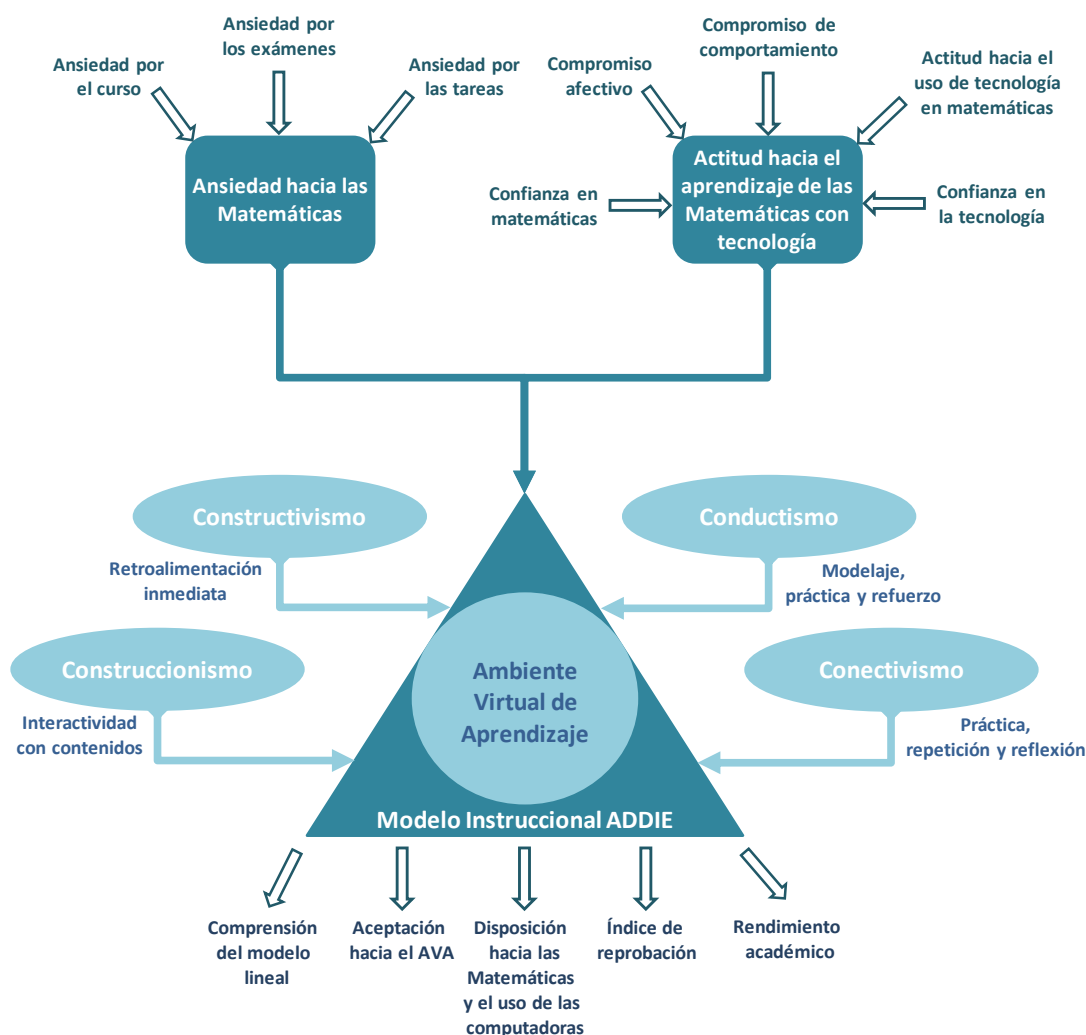 Ansiedad por
el curso
Ansiedad por
los exámenes
Ansiedad por
las tareas
Compromiso
afectivo
Compromiso de
comportamiento
Actitud hacia el
uso de tecnología
en matemáticas
Ansiedad hacia las
Matemáticas
Confianza en
matemáticas
Actitud hacia el
aprendizaje de las
Matemáticas con
tecnología
Confianza en
la tecnología
Constructivismo
Retroalimentación
inmediata
Conductismo
Modelaje,
práctica y refuerzo
Construccionismo
Interactividad
con contenidos
Ambiente
Virtual de
Aprendizaje
Conectivismo
Práctica,
repetición y reflexión
Modelo Instruccional ADDIE
Comprensión
del modelo
lineal
Aceptación
hacia el AVA
Disposición
hacia las
Matemáticas
y el uso de las
computadoras
Índice de
reprobación
Rendimiento
académico